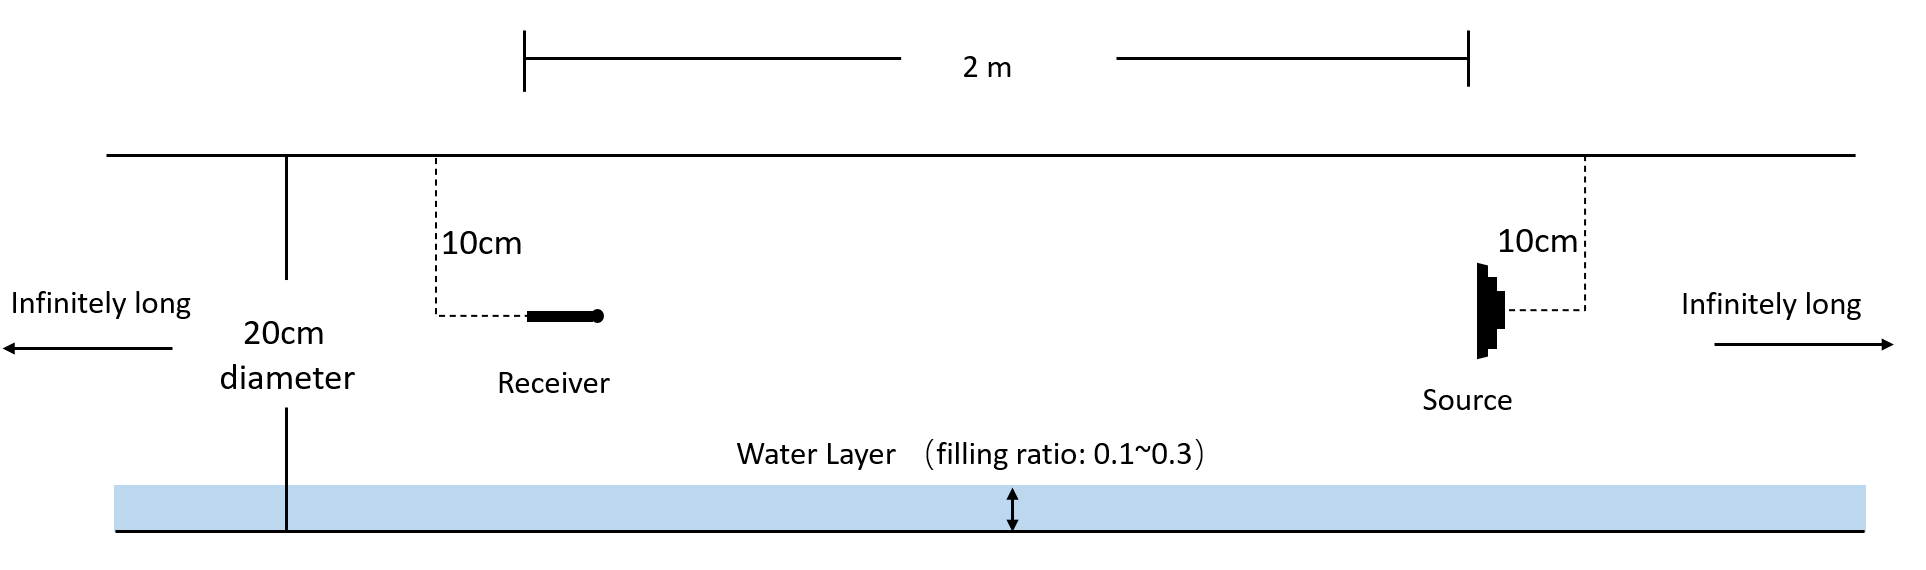 2 m
10cm
10cm
Infinitely long
Infinitely long
20cm
diameter
Receiver
Source
Water Layer （filling ratio: 0.1~0.3）